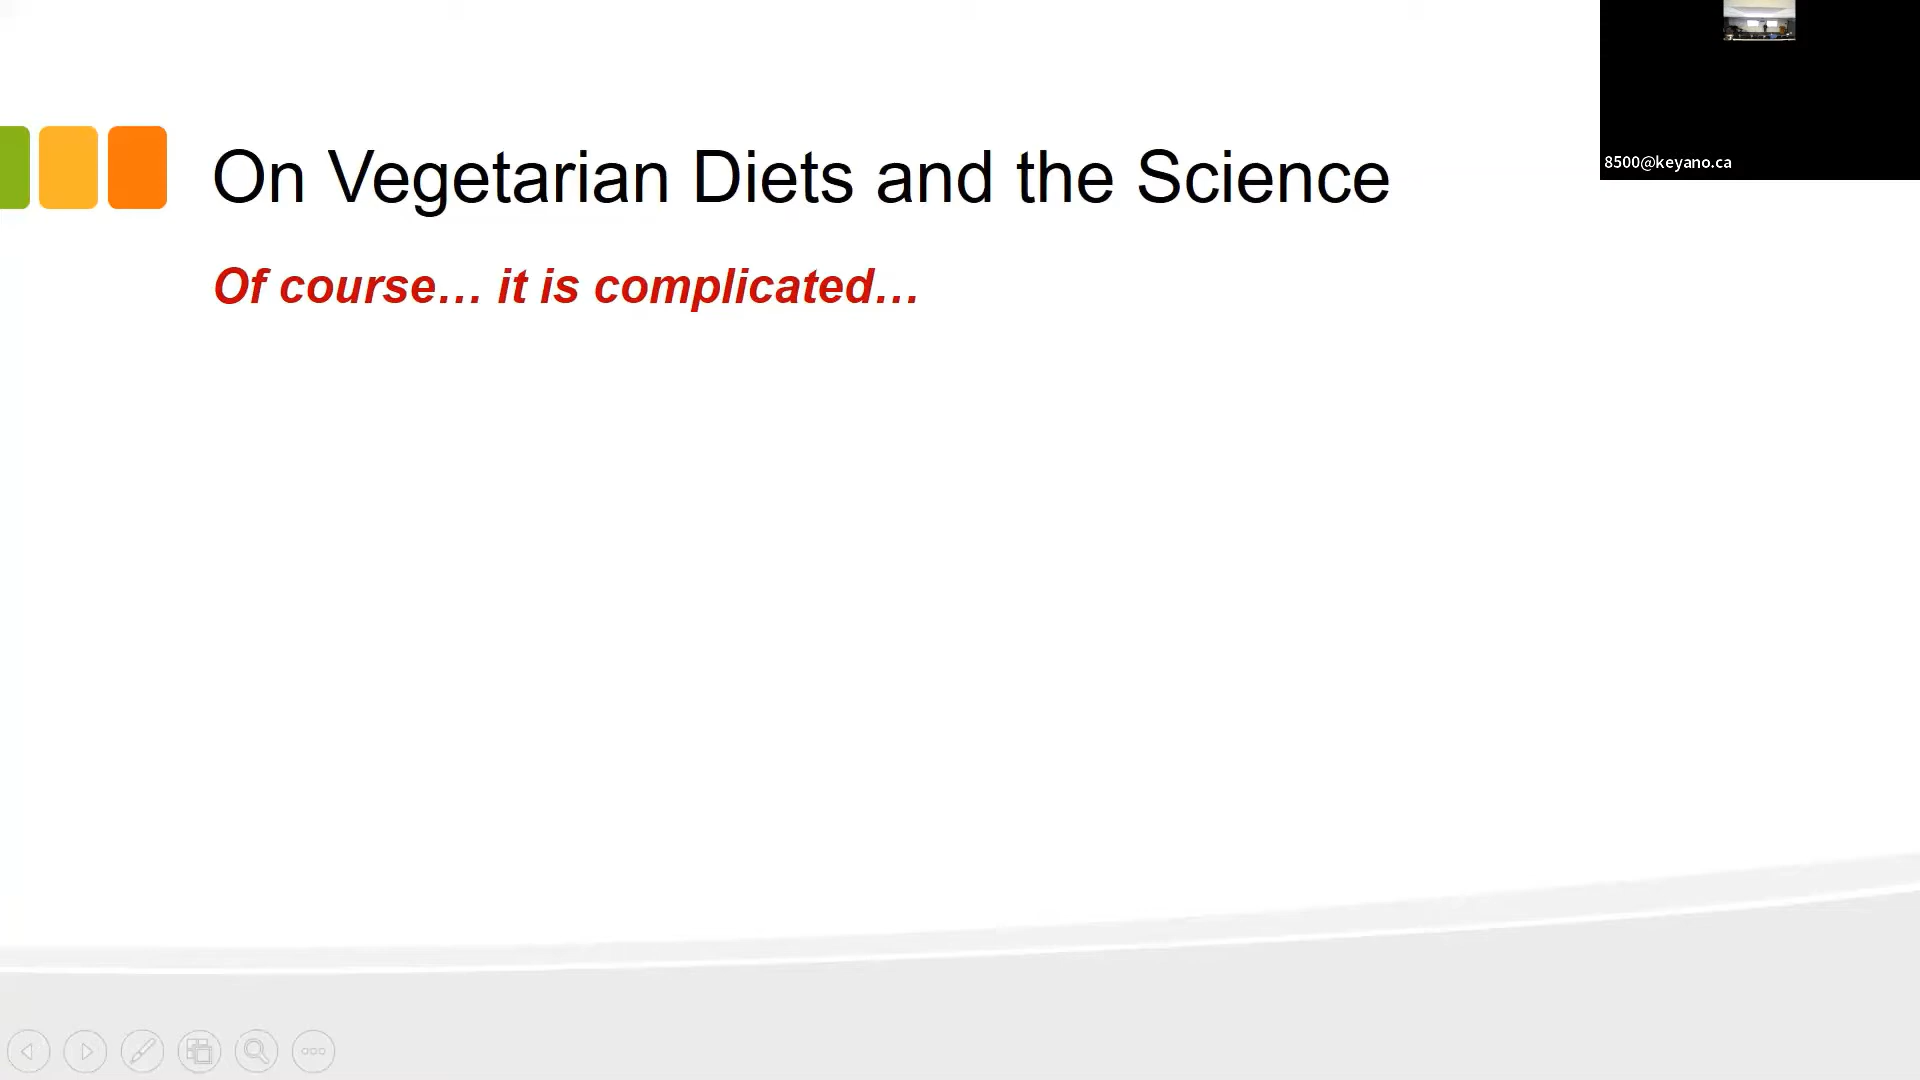 8500@keyano.ca
On Vegetarian Diets and the Science
Of course… it is complicated…